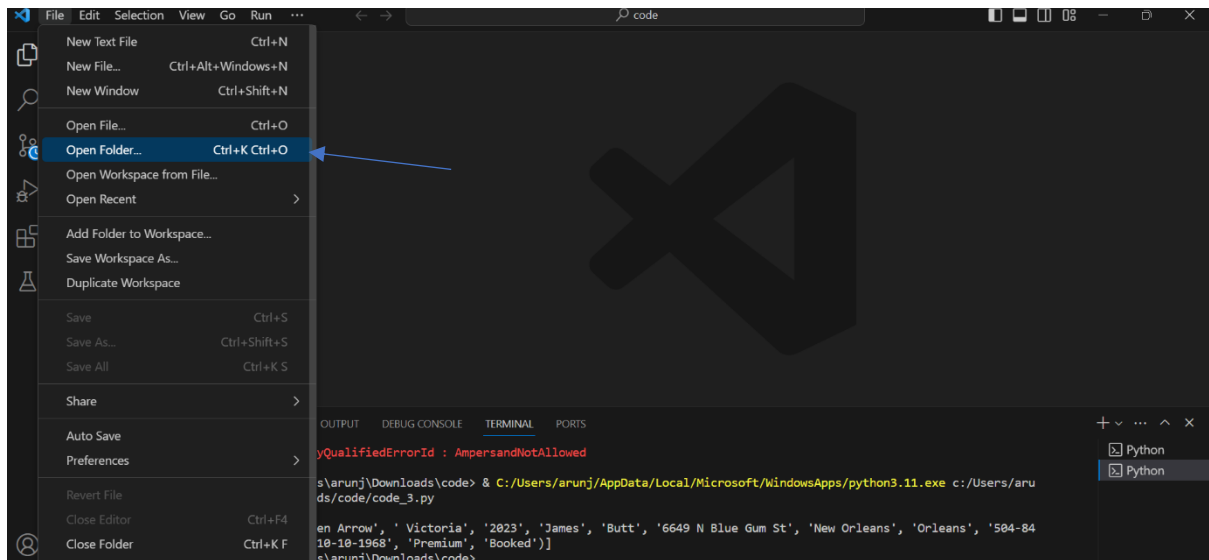 File Edit Selection View Go Run ··· code
New Text File Ctrl+N
New File... Ctrl+Alt+Windows+N
New Window Ctrl+Shift+N
Open File... Ctrl+O
Open Folder... Ctrl+K Ctrl+O
Open Workspace from File...
Open Recent
Add Folder to Workspace...
Save Workspace As...
Duplicate Workspace
Save Ctrl+S
Save As... Ctrl+Shift+S
Save All Ctrl+K S
Share
Auto Save
Preferences
Revert File
Close Editor Ctrl+F4
Close Folder Ctrl+K F
OUTPUT DEBUG CONSOLE TERMINAL PORTS
yQualifiedErrorId : AmpersandNotAllowed
s\arunj\Downloads\code> & C:/Users/arunj/AppData/Local/Microsoft/WindowsApps/python3.11.exe c:/Users/aru
ds/code/code_3.py
en Arrow', ' Victoria', '2023', 'James', 'Butt', '6649 N Blue Gum St', 'New Orleans', 'Orleans', '504-84
10-10-1968', 'Premium', 'Booked')]
s\arunj\Downloads\code>
Python
Python